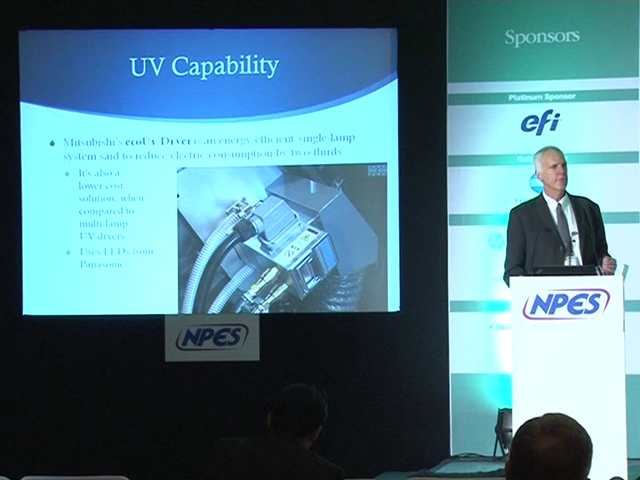 UV Capability
Mitsubishi's ecoUV Dryer is an energy-efficient single-lamp
system said to reduce electric consumption by two-thirds
It's also a
lower cost
solution, when
compared to
multi-lamp
UV dryers
Uses LEDs from
Panasonic
NPES
Sponsors
Platinum Sponsor
efi
NPES